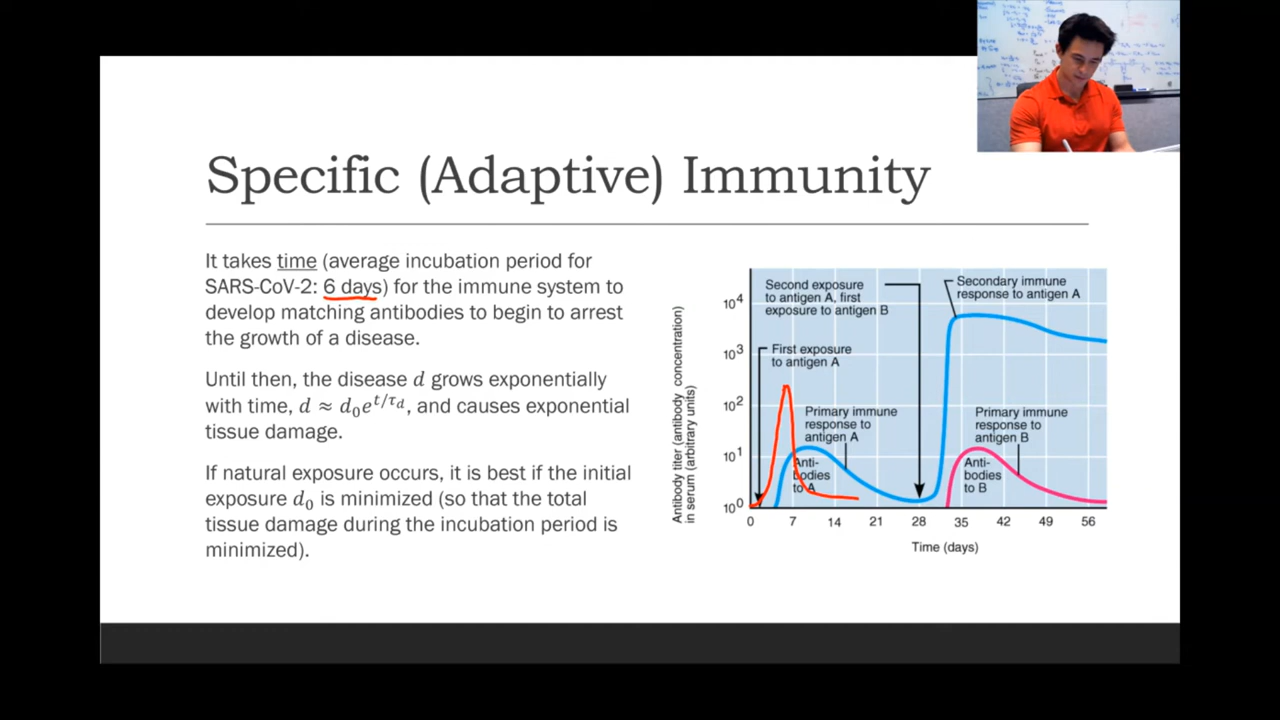 Specific (Adaptive) Immunity
It takes time (average incubation period for
SARS-CoV-2: 6 days) for the immune system to
develop matching antibodies to begin to arrest
the growth of a disease.
Until then, the disease d grows exponentially
with time, d ≈ d₀e^{t/τ_d}, and causes exponential
tissue damage.
If natural exposure occurs, it is best if the initial
exposure d₀ is minimized (so that the total
tissue damage during the incubation period is
minimized).
Antibody titer (antibody concentration)
in serum (arbitrary units)
10⁴
10³
10²
10¹
10⁰
Second exposure
to antigen A, first
exposure to antigen B
Secondary immune
response to antigen A
First exposure
to antigen A
Primary immune
response to
antigen A
Primary immune
response to
antigen B
Anti-
bodies
to A
Anti-
bodies
to B
0 7 14 21 28 35 42 49 56
Time (days)